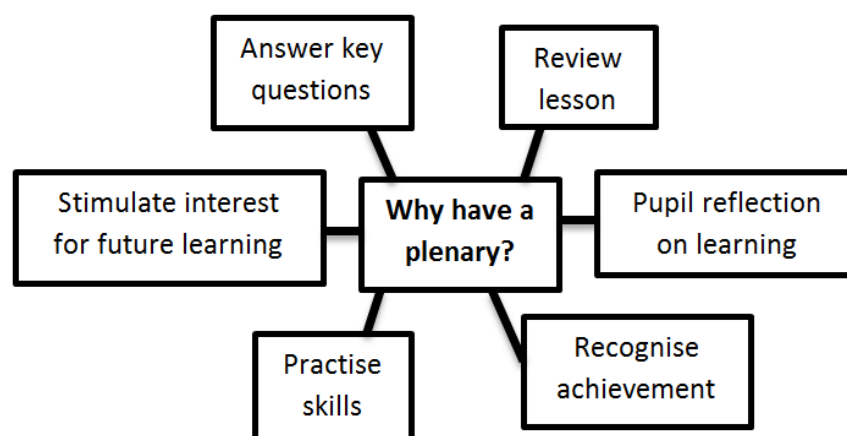 Answer key
questions
Review
lesson
Stimulate interest
for future learning
Why have a
plenary?
Pupil reflection
on learning
Practise
skills
Recognise
achievement